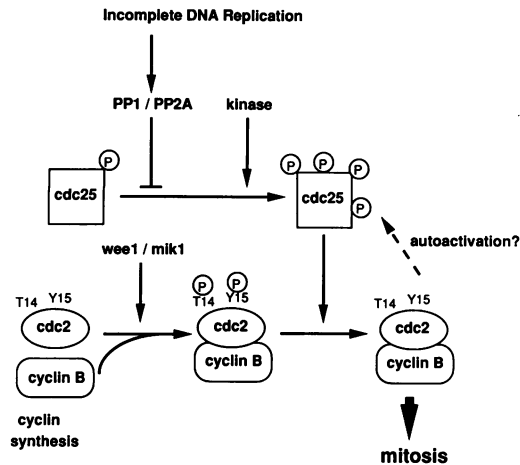 Incomplete DNA Replication
PP1 / PP2A
kinase
P
cdc25
P
P
P
P
cdc25
wee1 / mik1
autoactivation?
T14
Y15
cdc2
cyclin B
P
P
T14
Y15
cdc2
cyclin B
T14
Y15
cdc2
cyclin B
cyclin
synthesis
mitosis